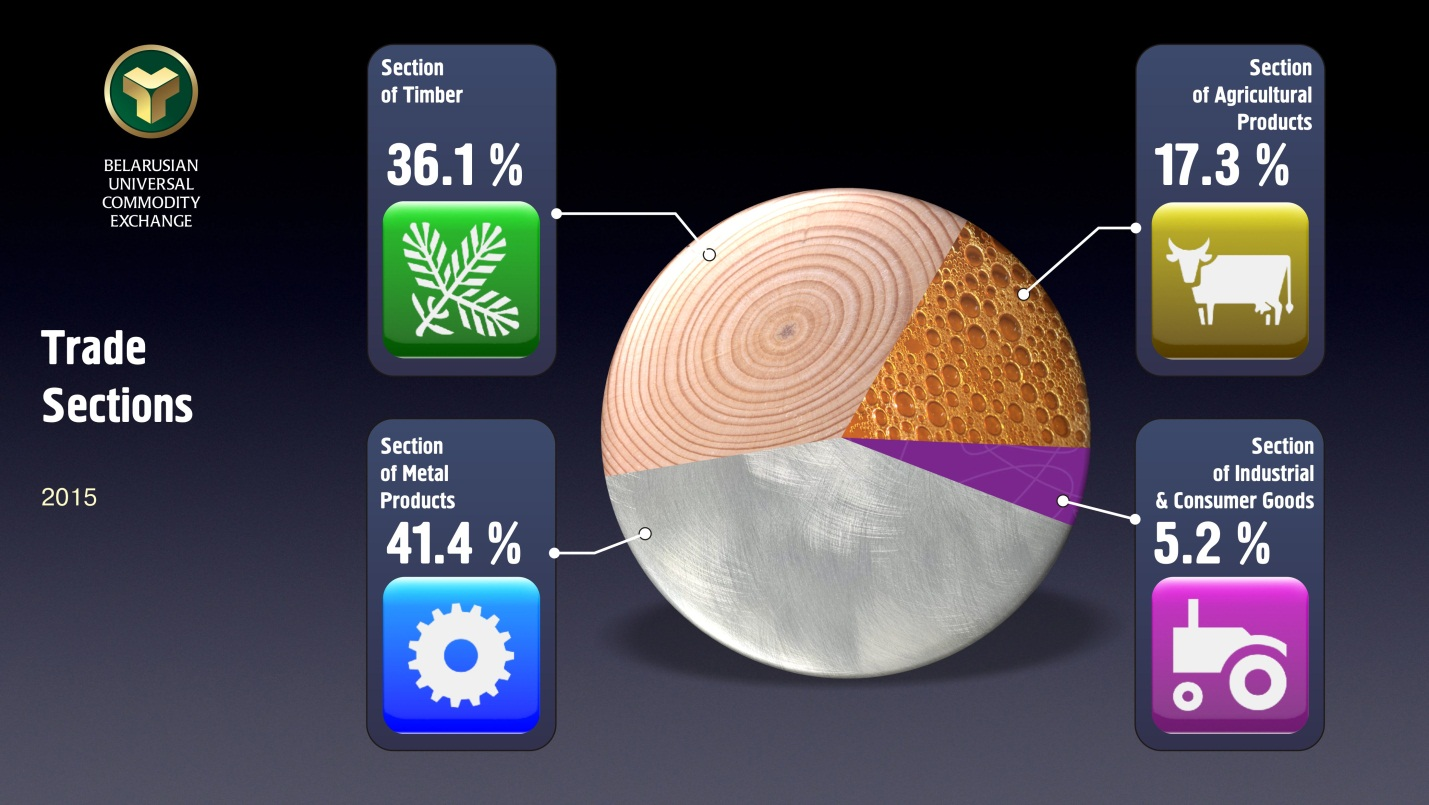 BELARUSIAN
UNIVERSAL
COMMODITY
EXCHANGE
Trade
Sections
2015
Section
of Timber
36.1 %
Section
of Metal
Products
41.4 %
Section
of Agricultural
Products
17.3 %
Section
of Industrial
& Consumer Goods
5.2 %